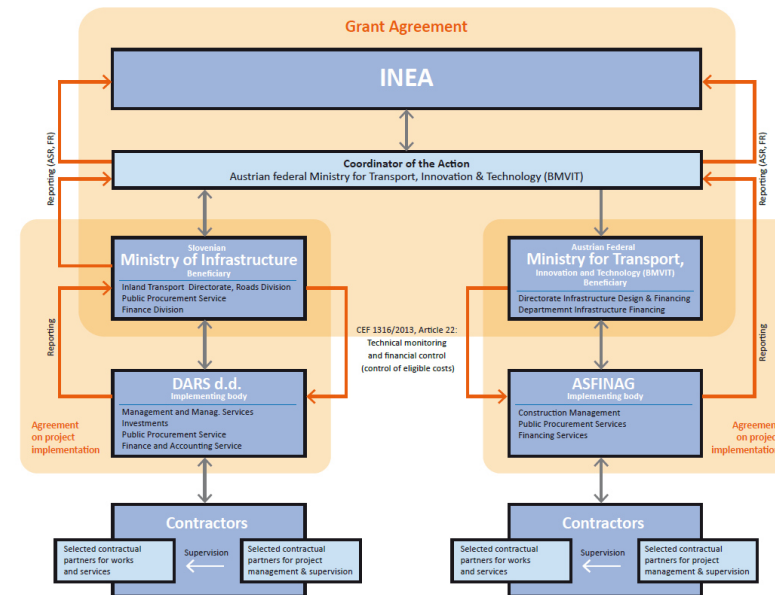 Grant Agreement
INEA
Reporting (ASR, FR)
Reporting (ASR, FR)
Coordinator of the Action
Austrian federal Ministry for Transport, Innovation & Technology (BMVIT)
Slovenian
Ministry of Infrastructure
Beneficiary
Inland Transport Directorate, Roads Division
Public Procurement Service
Finance Division
Austrian Federal
Ministry for Transport,
Innovation and Technology (BMVIT)
Beneficiary
Directorate Infrastructure Design & Financing
Departmemnt Infrastructure Financing
Reporting
CEF 1316/2013, Article 22:
Technical monitoring
and financial control
(control of eligible costs)
Reporting
DARS d.d.
Implementing body
Management and Manag. Services
Investments
Public Procurement Service
Finance and Accounting Service
ASFINAG
Implementing body
Construction Management
Public Procurement Services
Financing Services
Agreement
on project
implementation
Agreemen
on projec
implementation
Contractors
Selected contractual
partners for works
and services
Supervision
Selected contractual
partners for project
management & supervision
Contractors
Selected contractual
partners for works
and services
Supervision
Selected contractual
partners for project
management & supervision